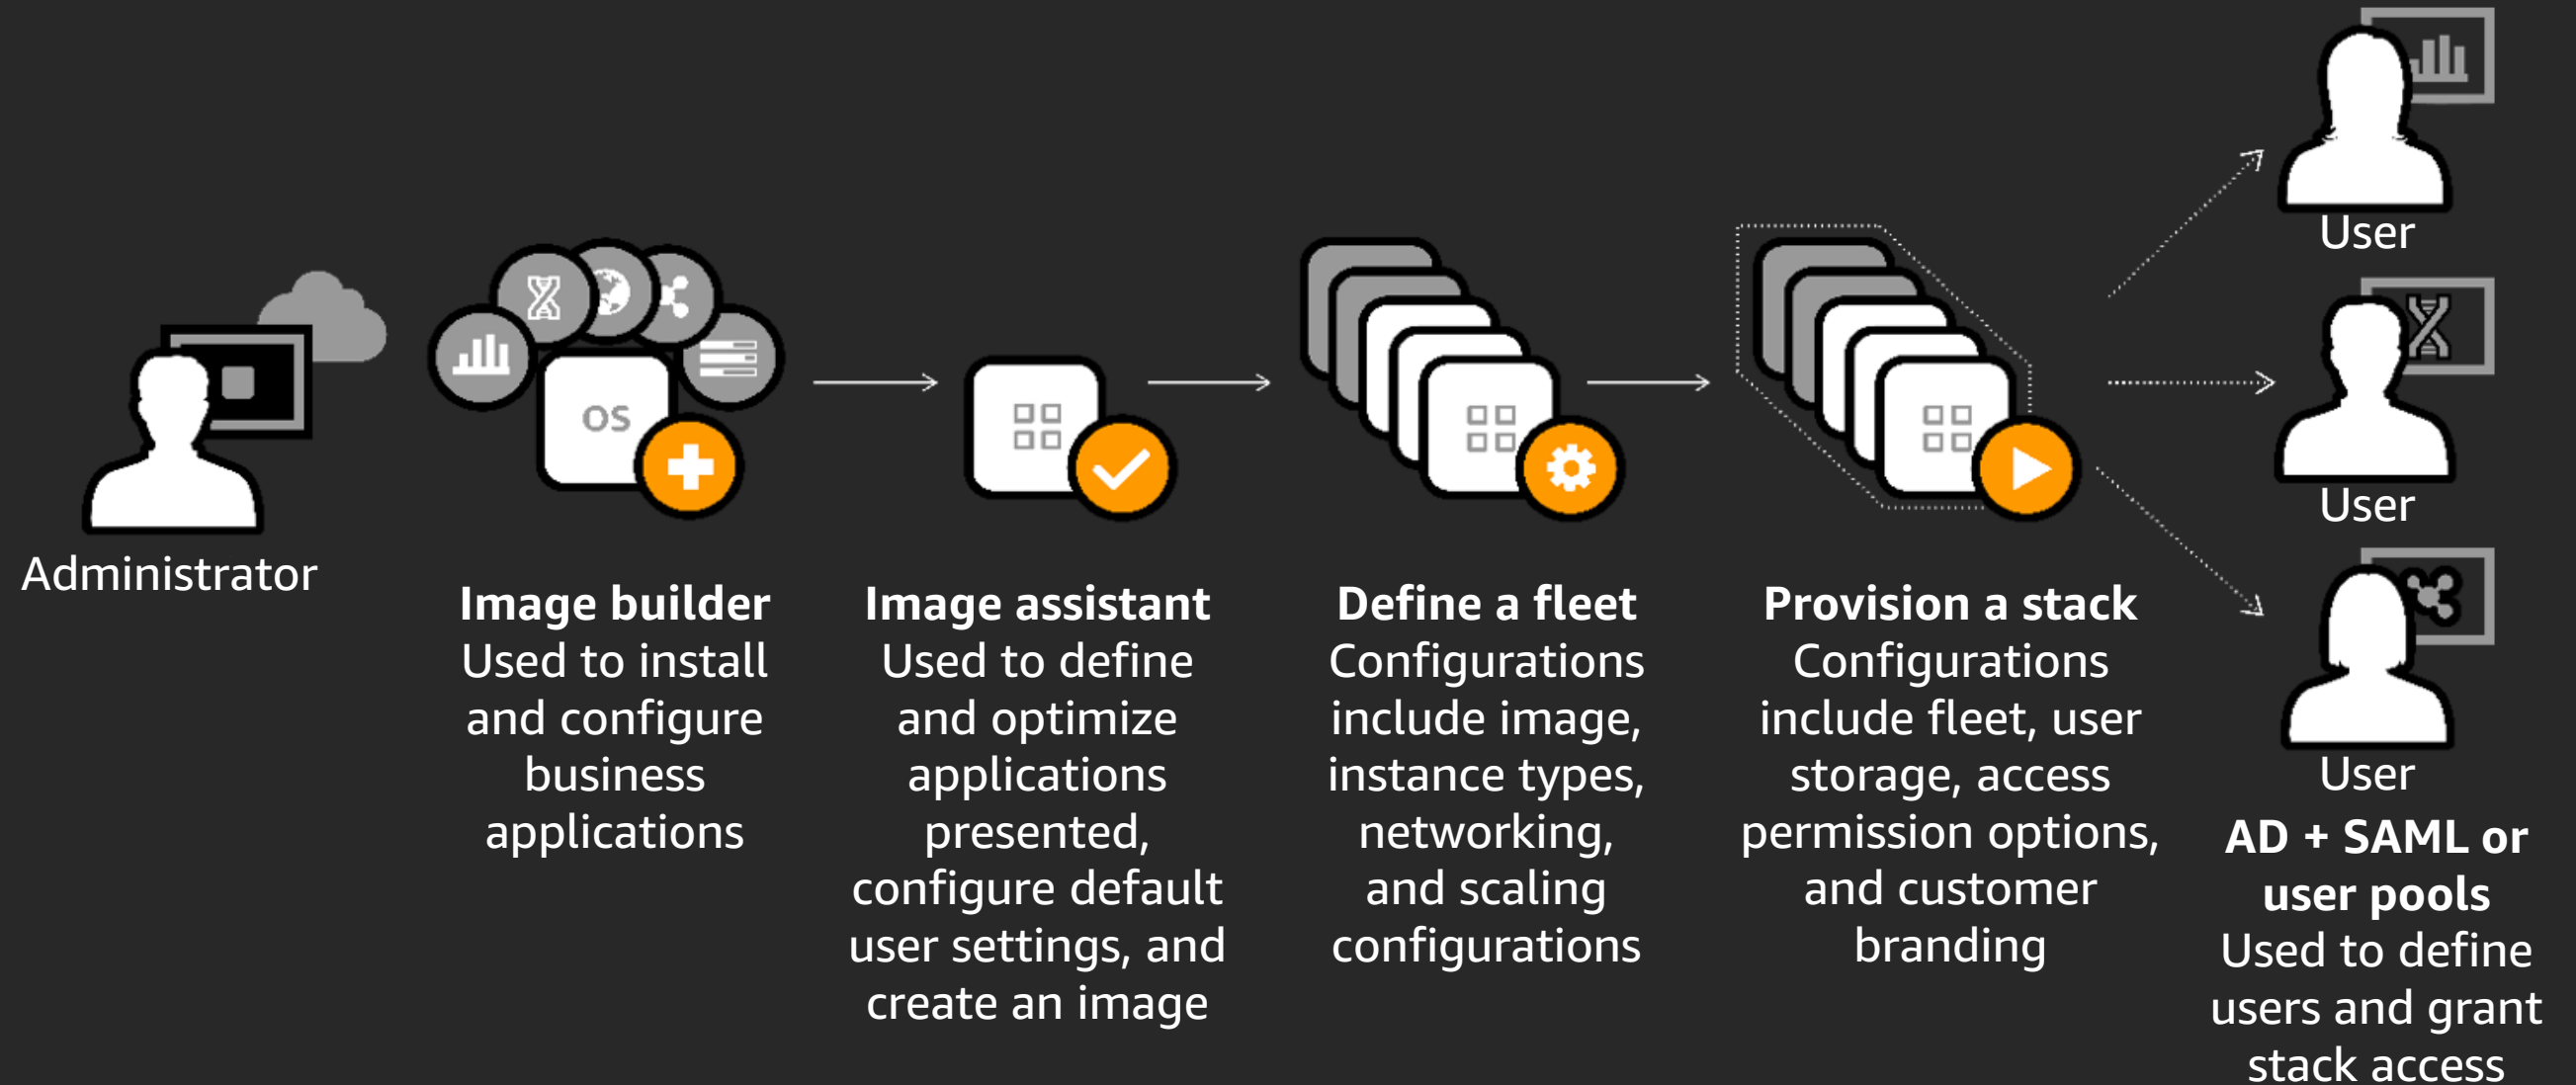 Administrator
OS
Image builder
Used to install
and configure
business
applications
Image assistant
Used to define
and optimize
applications
presented,
configure default
user settings, and
create an image
Define a fleet
Configurations
include image,
instance types,
networking,
and scaling
configurations
Provision a stack
Configurations
include fleet, user
storage, access
permission options,
and customer
branding
User
User
User
AD + SAML or
user pools
Used to define
users and grant
stack access